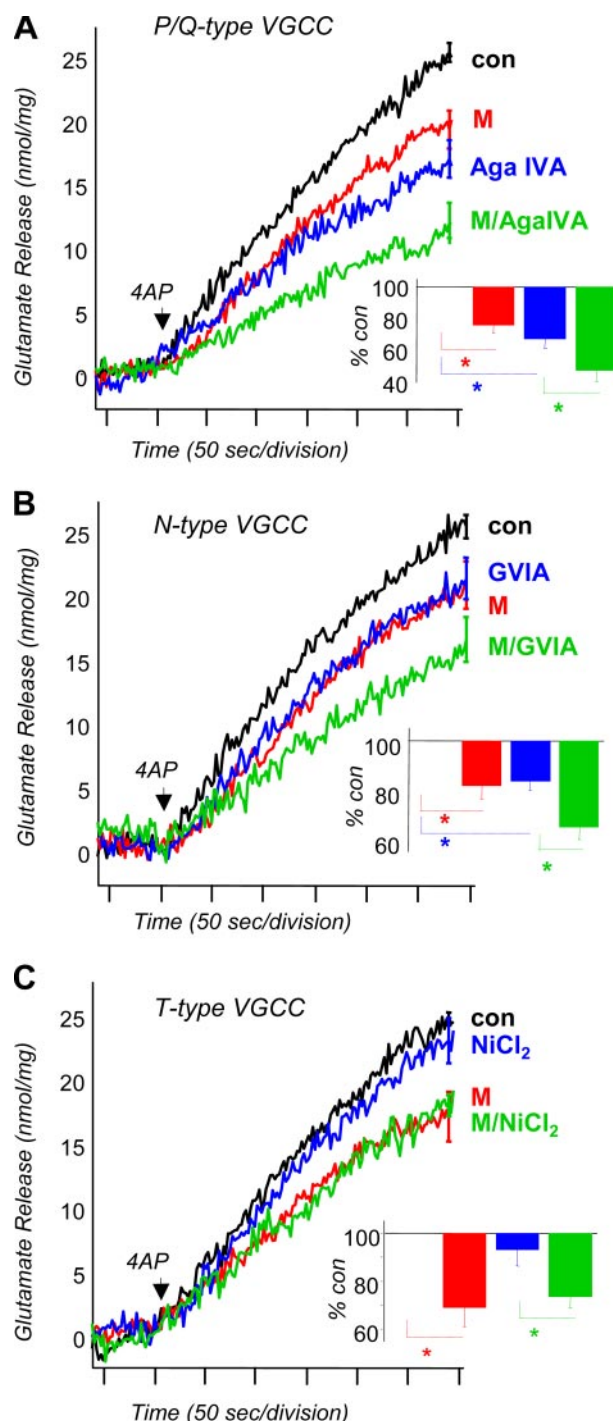 A
P/Q-type VGCC
Glutamate Release (nmol/mg)
25
20
15
10
5
0
4AP
con
M
Aga IVA
M/AgaIVA
% con
100
80
60
40
*
*
*
Time (50 sec/division)
B
N-type VGCC
Glutamate Release (nmol/mg)
25
20
15
10
5
0
4AP
con
GVIA
M
M/GVIA
% con
100
80
60
*
*
*
Time (50 sec/division)
C
T-type VGCC
Glutamate Release (nmol/mg)
25
20
15
10
5
0
4AP
con
NiCl₂
M
M/NiCl₂
% con
100
80
60
*
*
Time (50 sec/division)